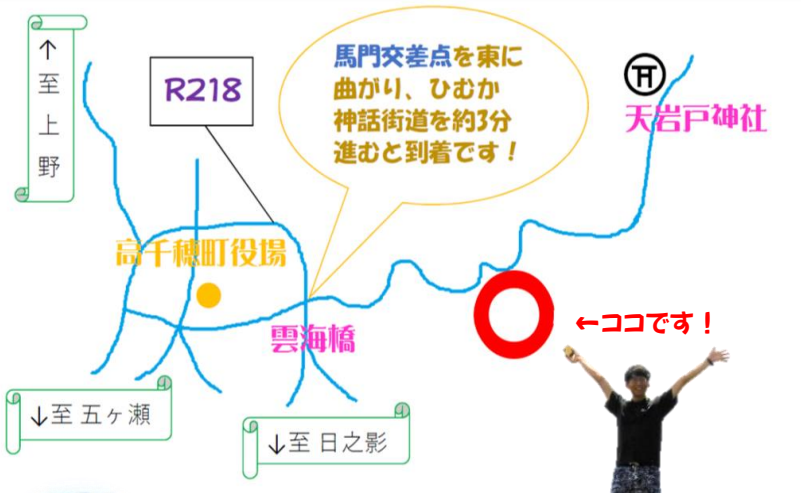 ↑至上野
R218
馬門交差点を東に
曲がり、ひむか
神話街道を約3分
進むと到着です！
天岩戸神社
高千穂町役場
雲海橋
←ココです！
↓至 五ヶ瀬
↓至 日之影